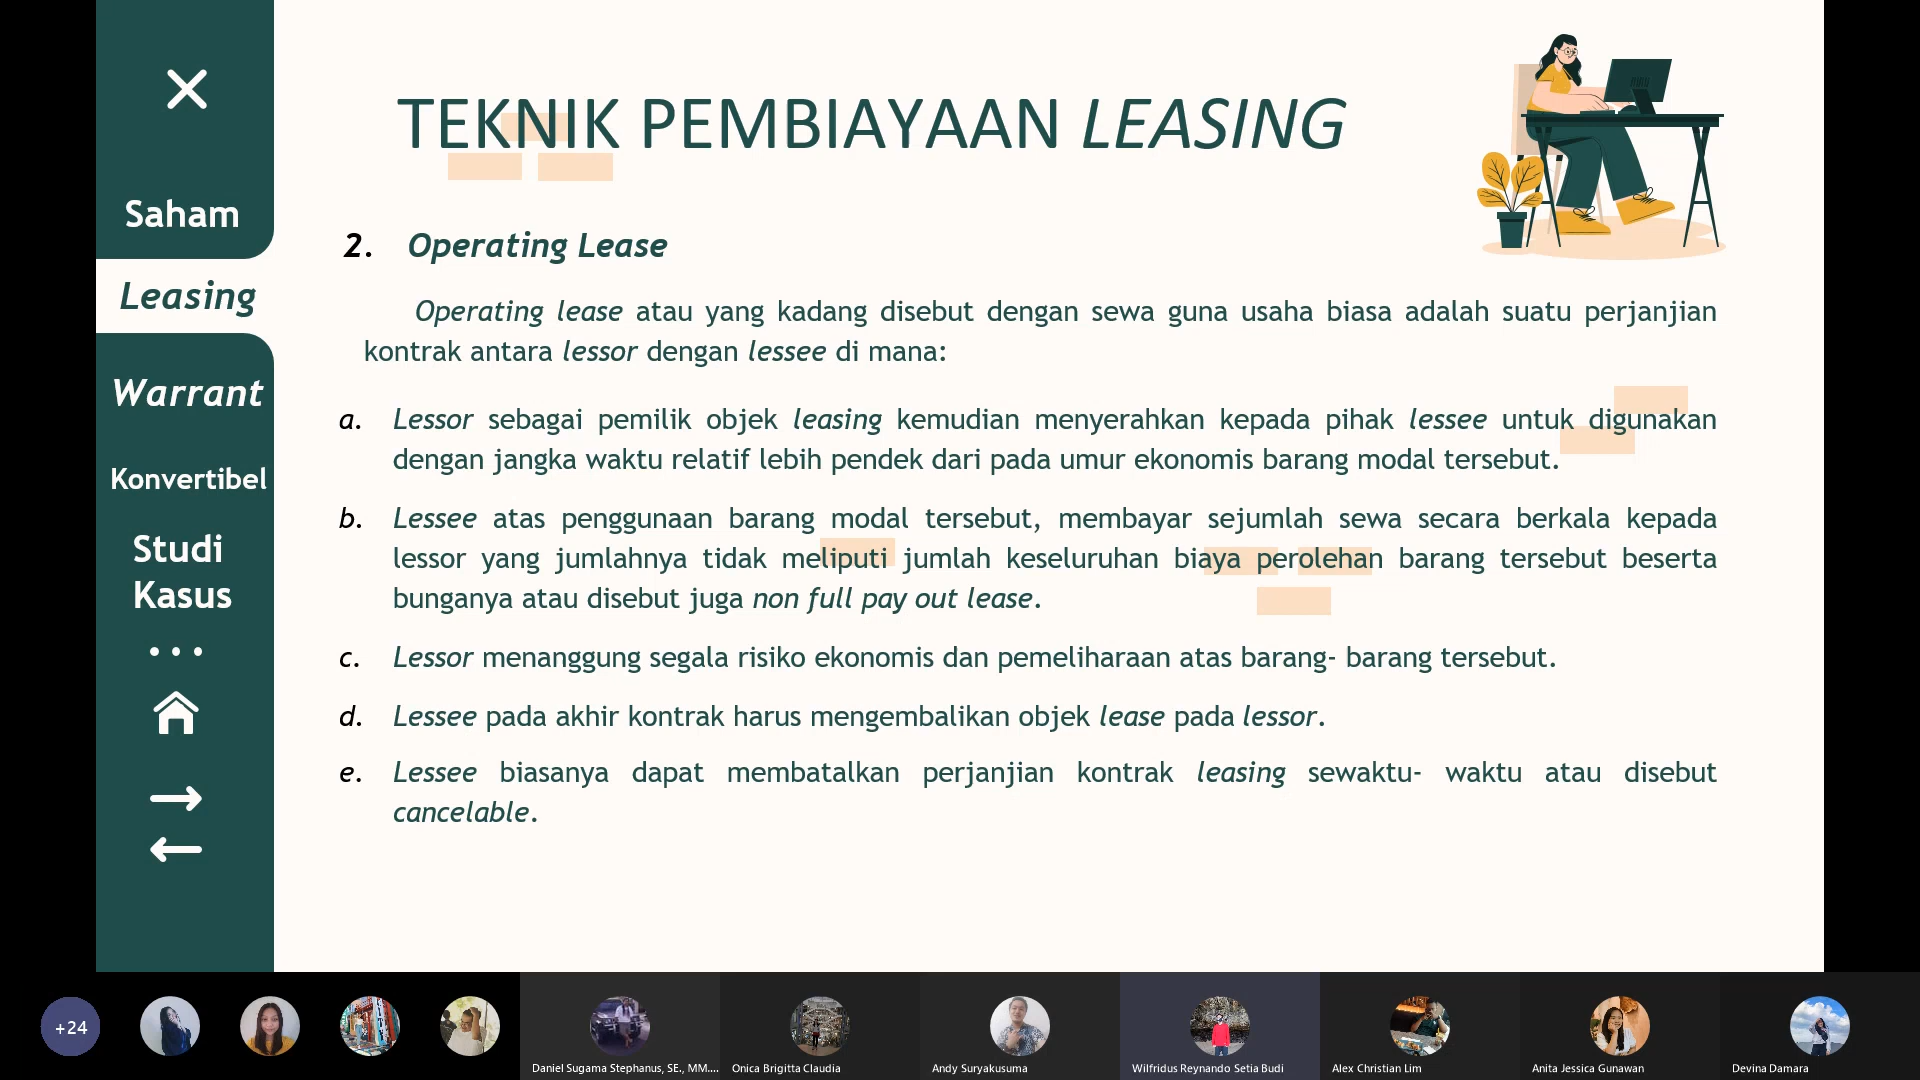 Saham
Leasing
Warrant
Konvertibel
Studi
Kasus
TEKNIK PEMBIAYAAN LEASING
2. Operating Lease
Operating lease atau yang kadang disebut dengan sewa guna usaha biasa adalah suatu perjanjian
kontrak antara lessor dengan lessee di mana:
a. Lessor sebagai pemilik objek leasing kemudian menyerahkan kepada pihak lessee untuk digunakan
dengan jangka waktu relatif lebih pendek dari pada umur ekonomis barang modal tersebut.
b. Lessee atas penggunaan barang modal tersebut, membayar sejumlah sewa secara berkala kepada
lessor yang jumlahnya tidak meliputi jumlah keseluruhan biaya perolehan barang tersebut beserta
bunganya atau disebut juga non full pay out lease.
c. Lessor menanggung segala risiko ekonomis dan pemeliharaan atas barang- barang tersebut.
d. Lessee pada akhir kontrak harus mengembalikan objek lease pada lessor.
e. Lessee biasanya dapat membatalkan perjanjian kontrak leasing sewaktu- waktu atau disebut
cancelable.
+24
Daniel Sugama Stephanus, SE., MM....
Onica Brigitta Claudia
Andy Suryakusuma
Wilfridus Reynando Setia Budi
Alex Christian Lim
Anita Jessica Gunawan
Devina Damara